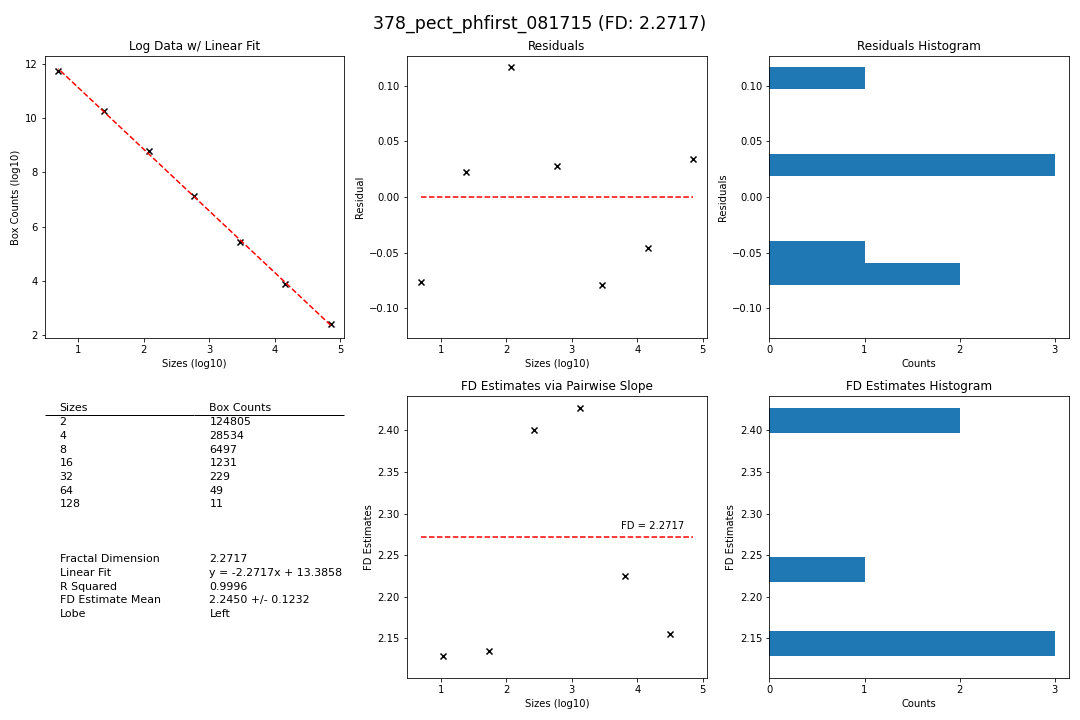 378_pect_phfirst_081715 (FD: 2.2717)
Log Data w/ Linear Fit
Box Counts (log10)
12
10
8
6
4
2
1 2 3 4 5
Sizes (log10)
Residuals
Residual
0.10
0.05
0.00
−0.05
−0.10
1 2 3 4 5
Sizes (log10)
Residuals Histogram
Residuals
0.10
0.05
0.00
−0.05
−0.10
0 1 2 3
Counts
Sizes Box Counts
2 124805
4 28534
8 6497
16 1231
32 229
64 49
128 11
Fractal Dimension 2.2717
Linear Fit y = -2.2717x + 13.3858
R Squared 0.9996
FD Estimate Mean 2.2450 +/- 0.1232
Lobe Left
FD Estimates via Pairwise Slope
FD Estimates
2.40
2.35
2.30
2.25
2.20
2.15
FD = 2.2717
1 2 3 4 5
Sizes (log10)
FD Estimates Histogram
FD Estimates
2.40
2.35
2.30
2.25
2.20
2.15
0 1 2 3
Counts